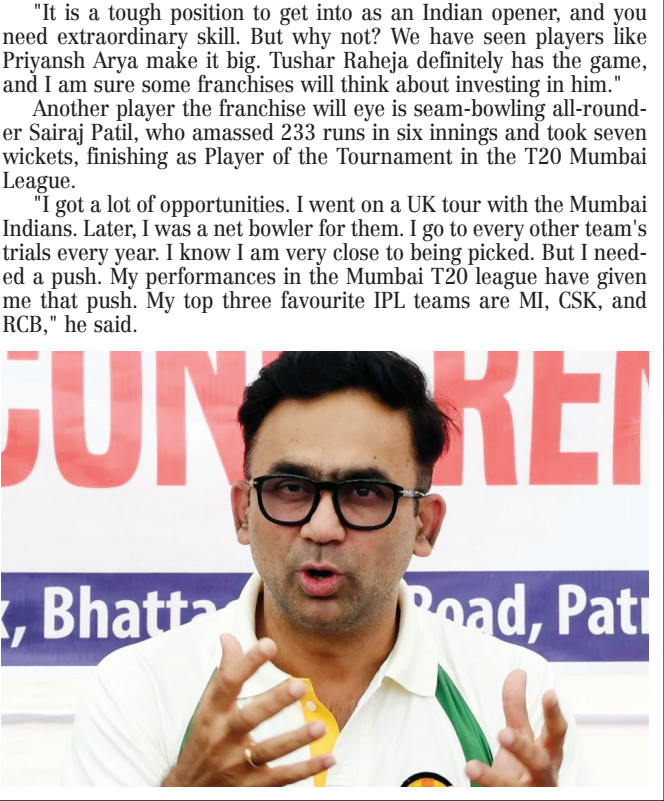 "It is a tough position to get into as an Indian opener, and you
need extraordinary skill. But why not? We have seen players like
Priyansh Arya make it big. Tushar Raheja definitely has the game,
and I am sure some franchises will think about investing in him."
Another player the franchise will eye is seam-bowling all-round-
er Sairaj Patil, who amassed 233 runs in six innings and took seven
wickets, finishing as Player of the Tournament in the T20 Mumbai
League.
"I got a lot of opportunities. I went on a UK tour with the Mumbai
Indians. Later, I was a net bowler for them. I go to every other team's
trials every year. I know I am very close to being picked. But I need-
ed a push. My performances in the Mumbai T20 league have given
me that push. My top three favourite IPL teams are MI, CSK, and
RCB," he said.
CON REN
, Bhatta Road, Pat